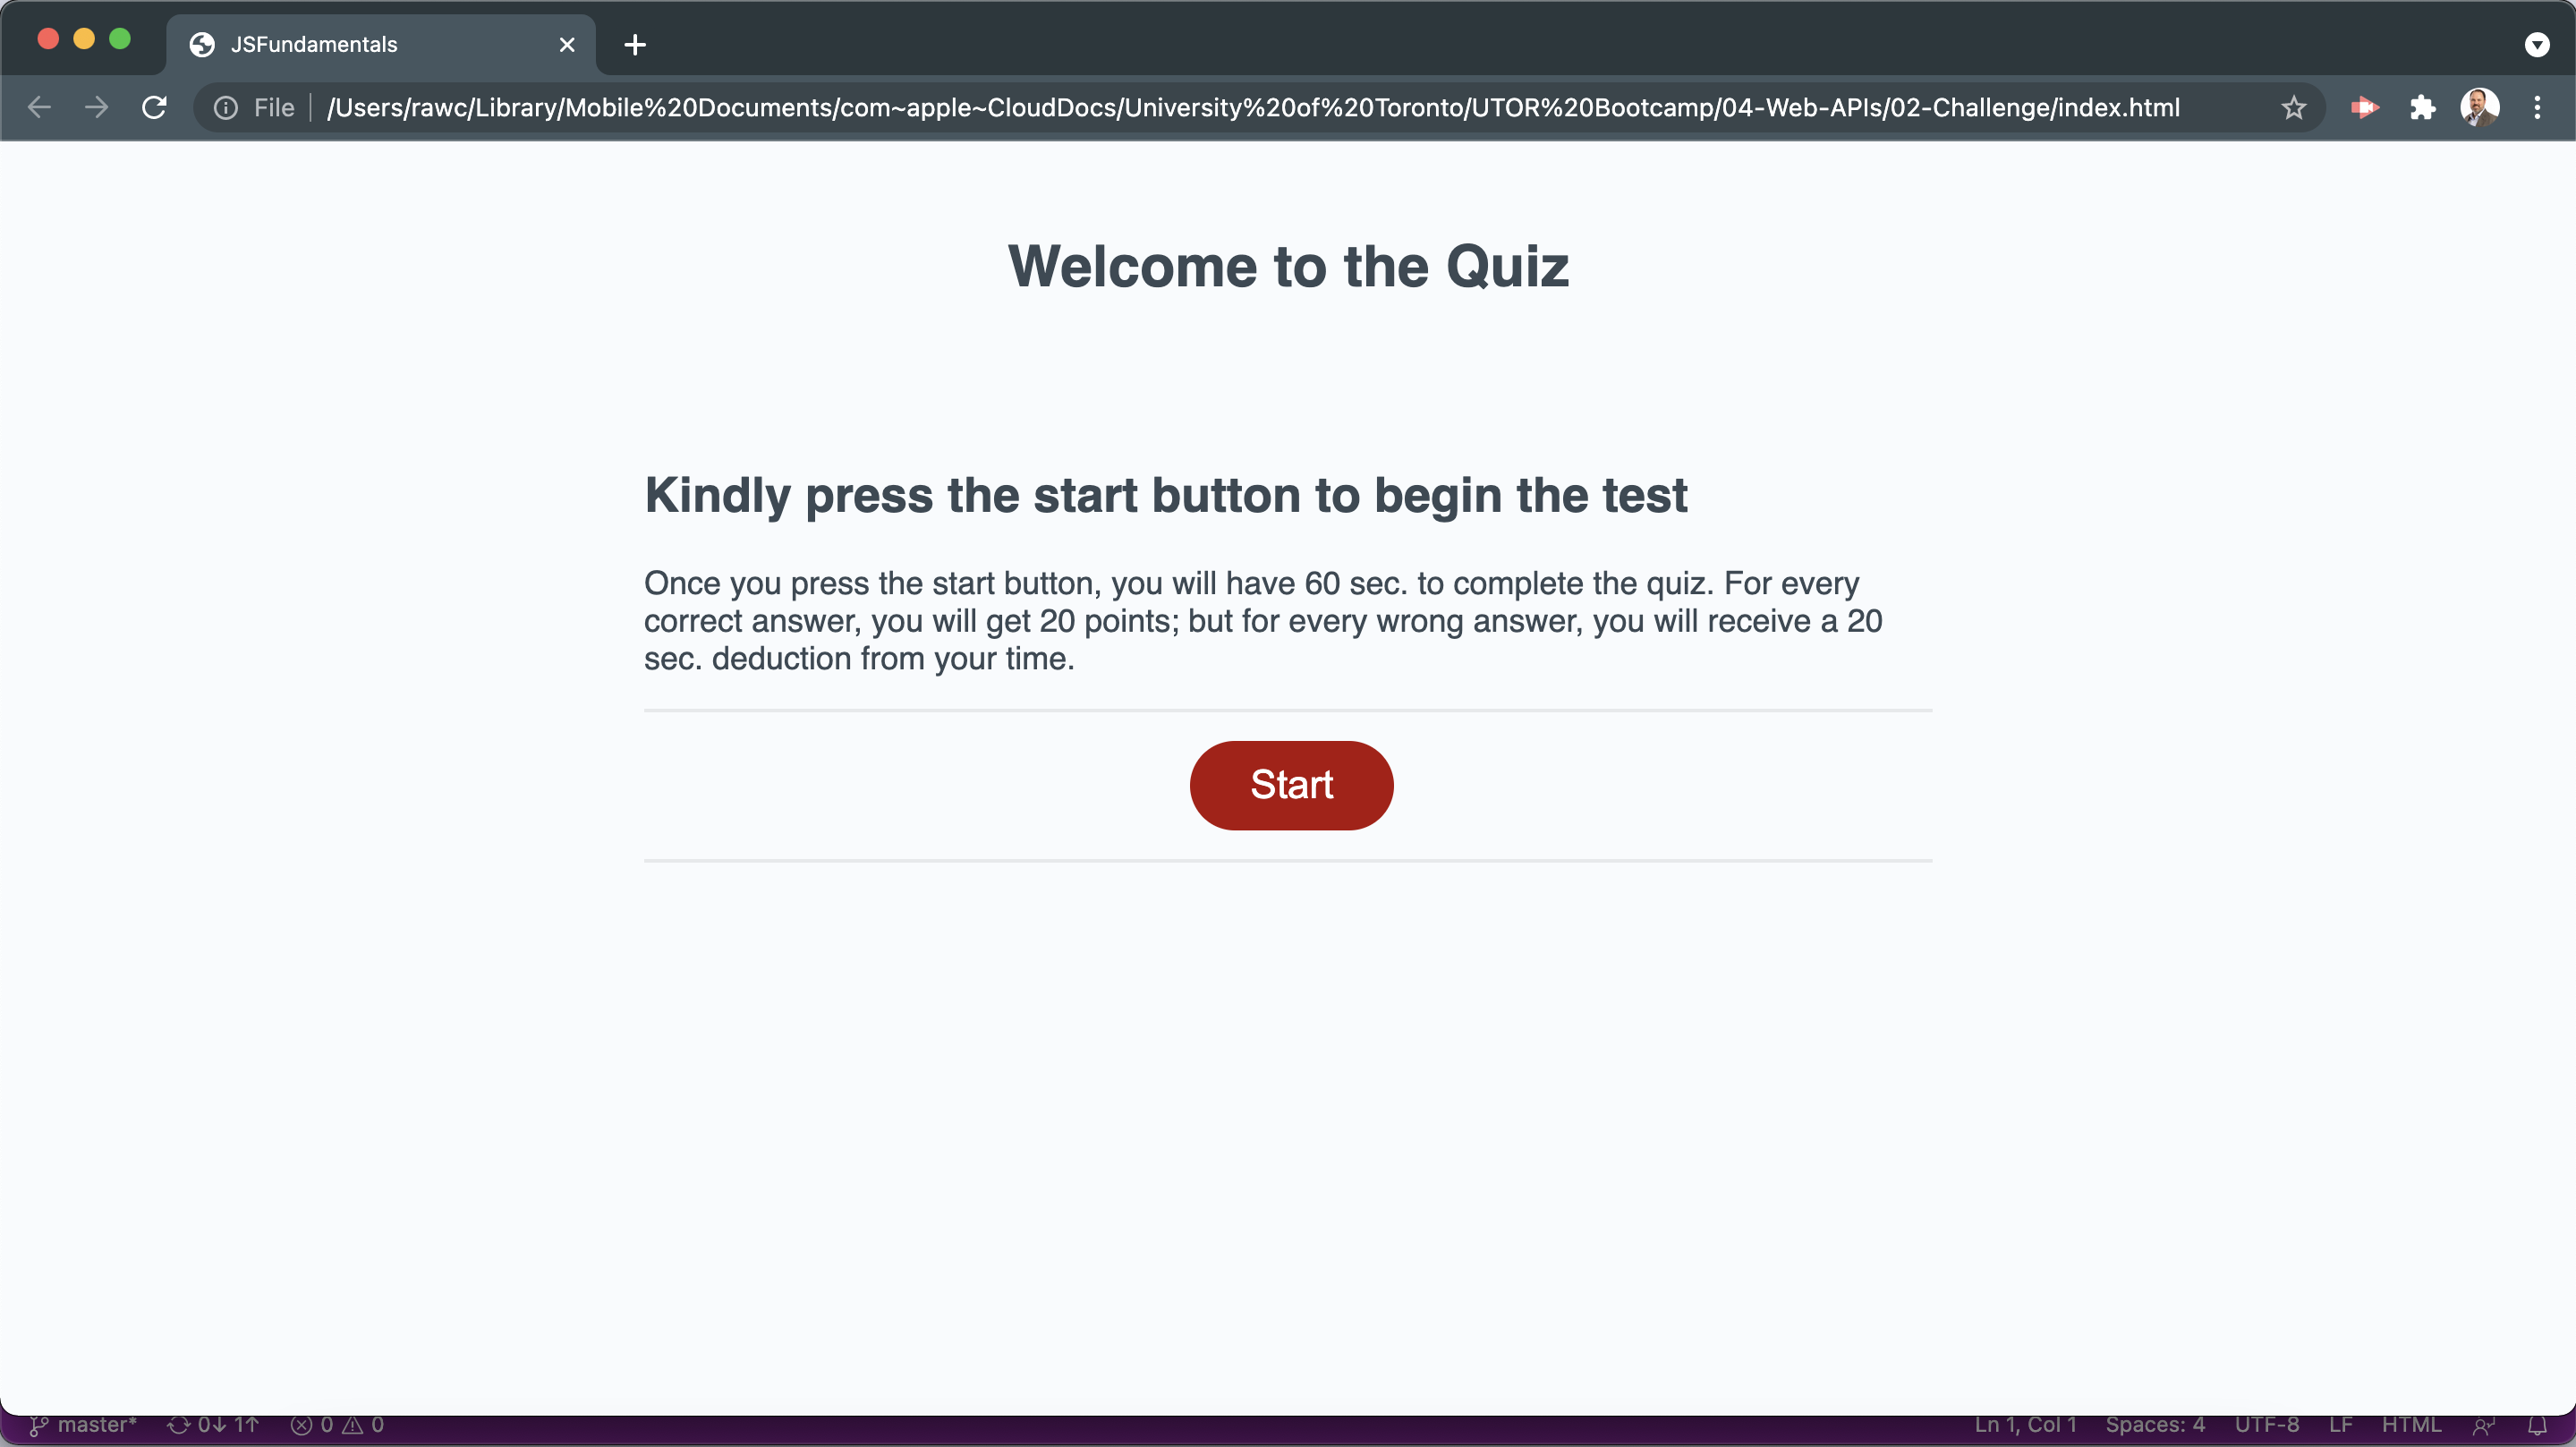 JSFundamentals
File /Users/rawc/Library/Mobile%20Documents/com~apple~CloudDocs/University%20of%20Toronto/UTOR%20Bootcamp/04-Web-APIs/02-Challenge/index.html
Welcome to the Quiz
Kindly press the start button to begin the test
Once you press the start button, you will have 60 sec. to complete the quiz. For every
correct answer, you will get 20 points; but for every wrong answer, you will receive a 20
sec. deduction from your time.
Start
master* 0↓ 1↑ 0 0 Ln 1, Col 1 Spaces: 4 UTF-8 LF HTML